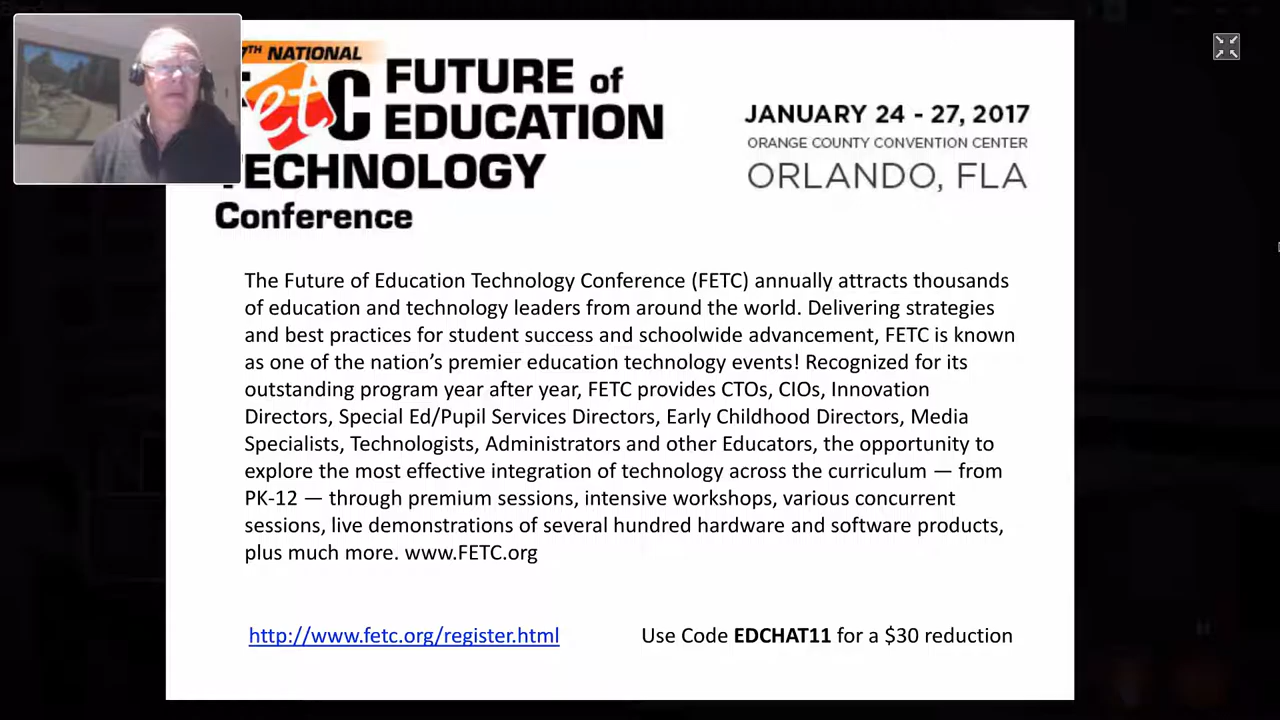 7TH NATIONAL
FETC FUTURE of
EDUCATION
TECHNOLOGY
Conference
JANUARY 24 - 27, 2017
ORANGE COUNTY CONVENTION CENTER
ORLANDO, FLA
The Future of Education Technology Conference (FETC) annually attracts thousands
of education and technology leaders from around the world. Delivering strategies
and best practices for student success and schoolwide advancement, FETC is known
as one of the nation’s premier education technology events! Recognized for its
outstanding program year after year, FETC provides CTOs, CIOs, Innovation
Directors, Special Ed/Pupil Services Directors, Early Childhood Directors, Media
Specialists, Technologists, Administrators and other Educators, the opportunity to
explore the most effective integration of technology across the curriculum — from
PK-12 — through premium sessions, intensive workshops, various concurrent
sessions, live demonstrations of several hundred hardware and software products,
plus much more. www.FETC.org
http://www.fetc.org/register.html
Use Code EDCHAT11 for a $30 reduction